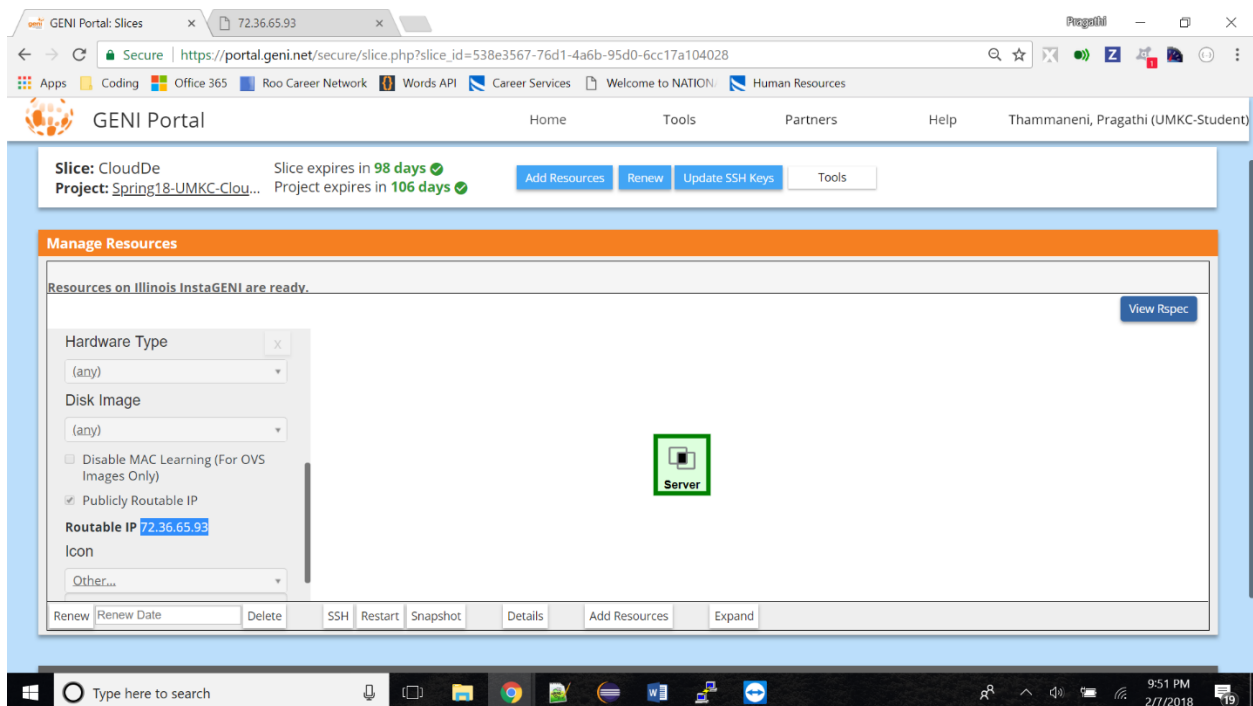 GENI Portal: Slices
72.36.65.93
Pragathi
Secure https://portal.geni.net/secure/slice.php?slice_id=538e3567-76d1-4a6b-95d0-6cc17a104028
Z
1
Apps Coding Office 365 Roo Career Network Words API Career Services Welcome to NATION Human Resources
geni
GENI Portal
Home Tools Partners Help Thammaneni, Pragathi (UMKC-Student)
Slice: CloudDe Slice expires in 98 days
Project: Spring18-UMKC-Clou... Project expires in 106 days
Add Resources Renew Update SSH Keys Tools
Manage Resources
Resources on Illinois InstaGENI are ready.
View Rspec
Hardware Type X
(any)
Disk Image
(any)
Disable MAC Learning (For OVS
Images Only)
Publicly Routable IP
Routable IP 72.36.65.93
Icon
Other...
Server
Renew Renew Date Delete SSH Restart Snapshot Details Add Resources Expand
Type here to search
9:51 PM
2/7/2018
19